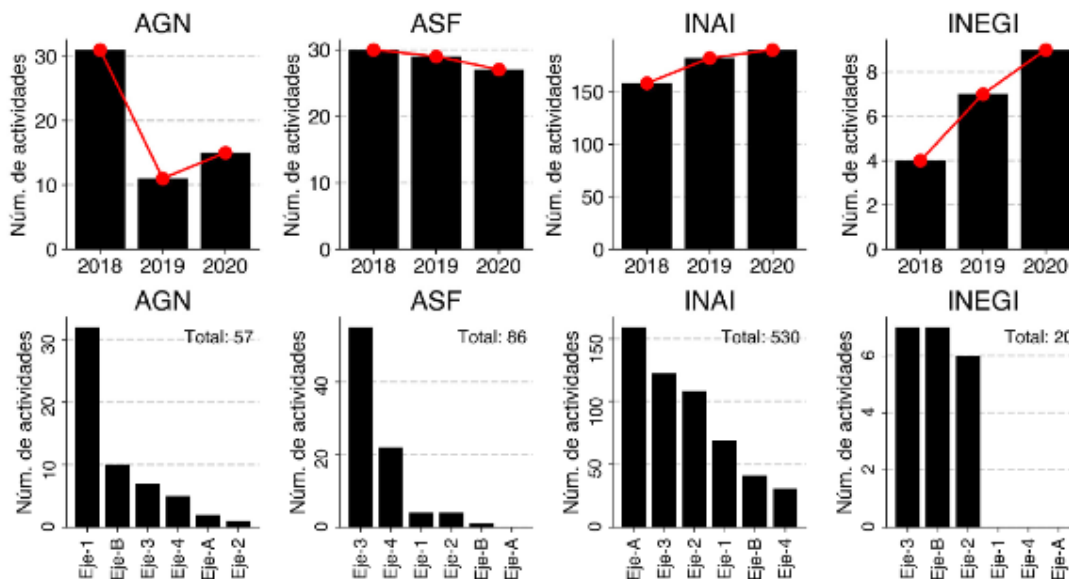 AGN
ASF
INAI
INEGI
Núm. de actividades
30
20
10
0
2018 2019 2020
Núm. de actividades
30
20
10
0
2018 2019 2020
Núm. de actividades
150
100
50
0
2018 2019 2020
Núm. de actividades
8
6
4
2
0
2018 2019 2020
AGN
ASF
INAI
INEGI
Total: 57
Núm. de actividades
30
20
10
0
Eje-1 Eje-B Eje-3 Eje-4 Eje-A Eje-2
Total: 86
Núm. de actividades
40
20
0
Eje-3 Eje-4 Eje-1 Eje-2 Eje-B Eje-A
Total: 530
Núm. de actividades
150
100
50
0
Eje-A Eje-3 Eje-2 Eje-1 Eje-B Eje-4
Total: 20
Núm. de actividades
6
4
2
0
Eje-3 Eje-B Eje-2 Eje-1 Eje-4 Eje-A